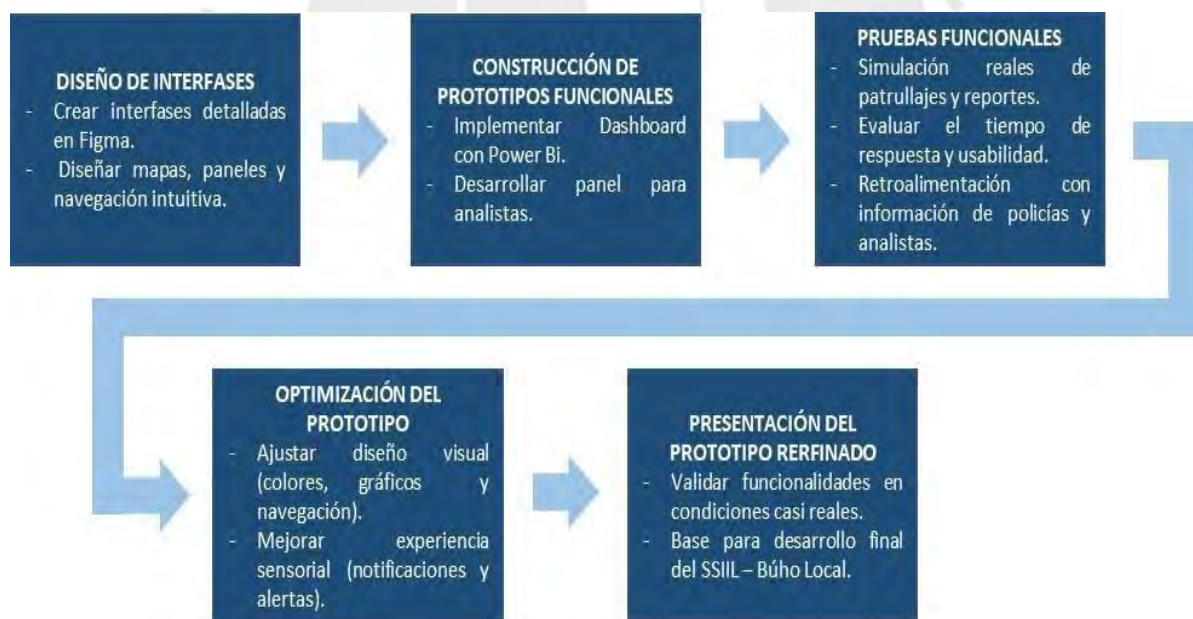 DISEÑO DE INTERFASES
- Crear interfases detalladas
en Figma.
- Diseñar mapas, paneles y
navegación intuitiva.
CONSTRUCCIÓN DE
PROTOTIPOS FUNCIONALES
- Implementar Dashboard
con Power Bi.
- Desarrollar panel para
analistas.
PRUEBAS FUNCIONALES
- Simulación reales de
patrullajes y reportes.
- Evaluar el tiempo de
respuesta y usabilidad.
- Retroalimentación con
información de policías y
analistas.
OPTIMIZACIÓN DEL
PROTOTIPO
- Ajustar diseño visual
(colores, gráficos y
navegación).
- Mejorar experiencia
sensorial (notificaciones y
alertas).
PRESENTACIÓN DEL
PROTOTIPO RERFINADO
- Validar funcionalidades en
condiciones casi reales.
- Base para desarrollo final
del SSIIL – Búho Local.